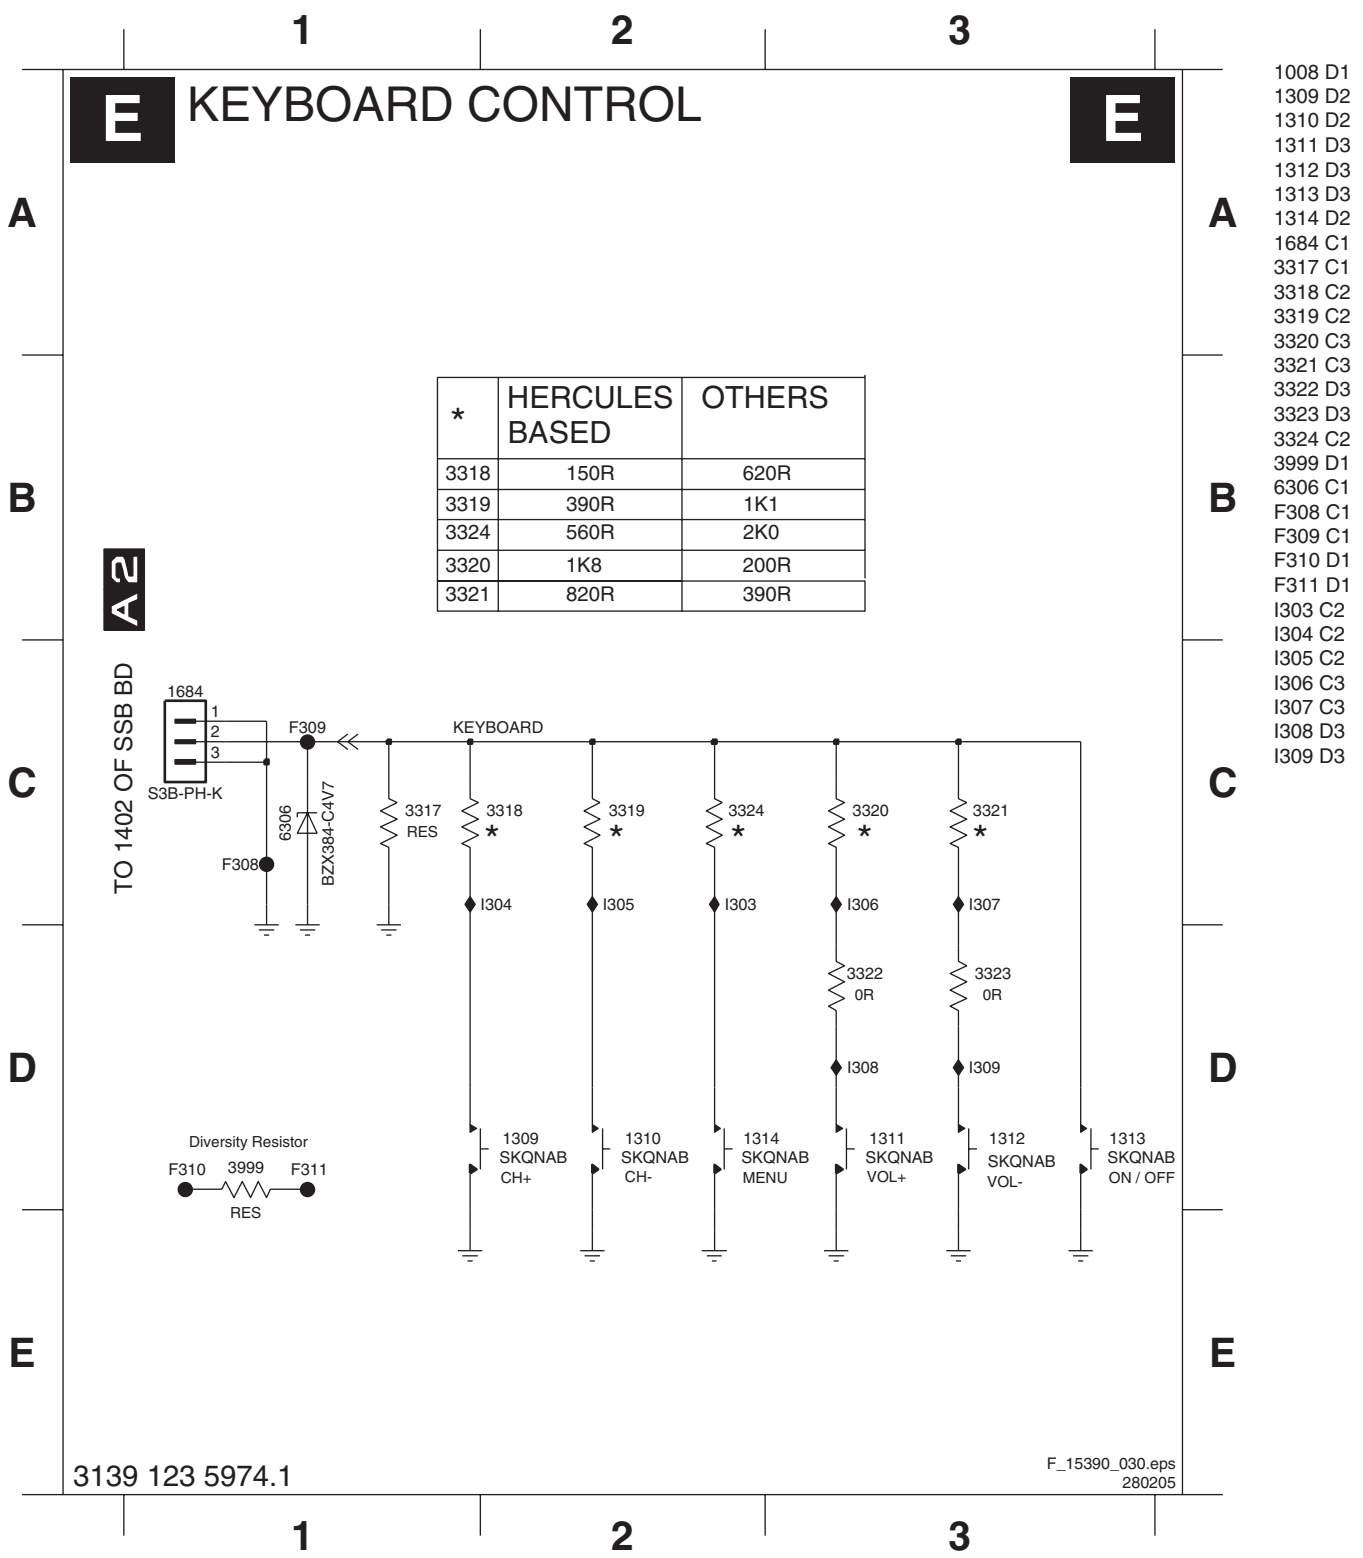 1 2 3
E KEYBOARD CONTROL E
A A
* HERCULES BASED OTHERS
3318 150R 620R
3319 390R 1K1
3324 560R 2K0
3320 1K8 200R
3321 820R 390R
B B
A2
TO 1402 OF SSB BD
1684
1
2
3
S3B-PH-K
F309
KEYBOARD
F308
6306
BZX384-C4V7
3317
RES
3318
*
3319
*
3324
*
3320
*
3321
*
C C
I304
I305
I303
I306
I307
3322
0R
3323
0R
I308
I309
D D
Diversity Resistor
F310 3999 F311
RES
1309
SKQNAB
CH+
1310
SKQNAB
CH-
1314
SKQNAB
MENU
1311
SKQNAB
VOL+
1312
SKQNAB
VOL-
1313
SKQNAB
ON / OFF
E E
3139 123 5974.1
F_15390_030.eps
280205
1 2 3
1008 D1
1309 D2
1310 D2
1311 D3
1312 D3
1313 D3
1314 D2
1684 C1
3317 C1
3318 C2
3319 C2
3320 C3
3321 C3
3322 D3
3323 D3
3324 C2
3999 D1
6306 C1
F308 C1
F309 C1
F310 D1
F311 D1
I303 C2
I304 C2
I305 C2
I306 C3
I307 C3
I308 D3
I309 D3